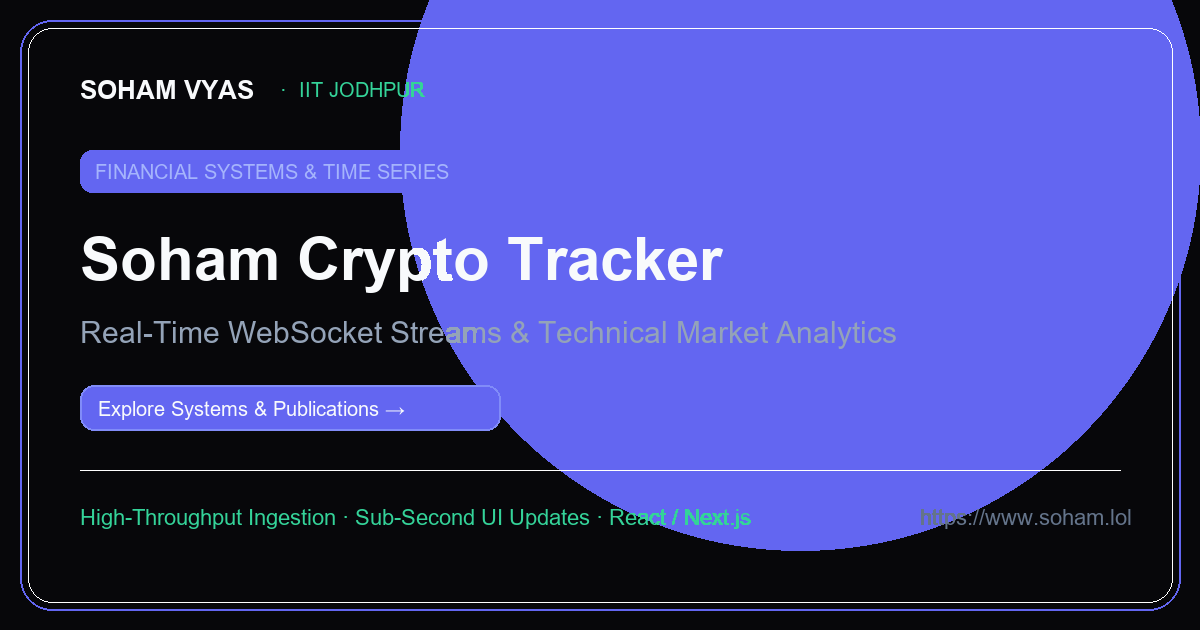 SOHAM VYAS · IIT JODHPUR
FINANCIAL SYSTEMS & TIME SERIES
Soham Crypto Tracker
Real-Time WebSocket Streams & Technical Market Analytics
Explore Systems & Publications →
High-Throughput Ingestion · Sub-Second UI Updates · React / Next.js
https://www.soham.lol